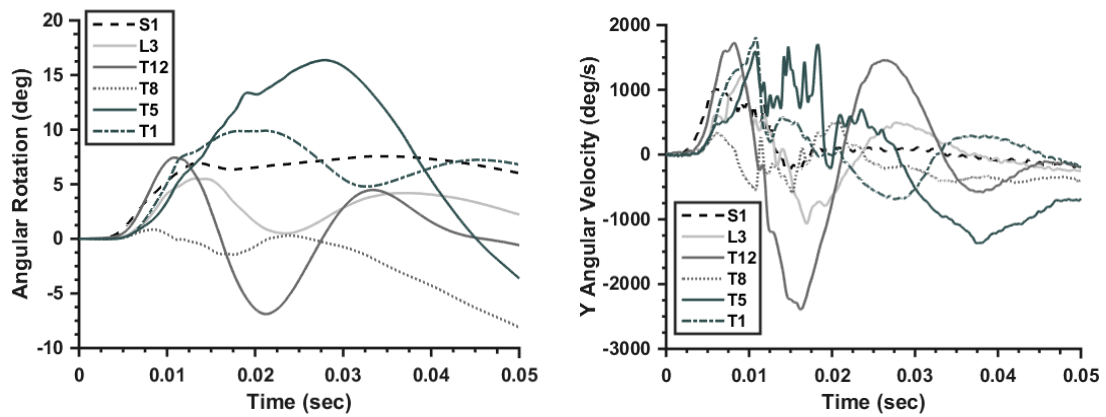 20
15
10
5
0
-5
-10
Angular Rotation (deg)
S1
L3
T12
T8
T5
T1
0
0.01
0.02
0.03
0.04
0.05
Time (sec)
2000
1000
0
-1000
-2000
-3000
Y Angular Velocity (deg/s)
S1
L3
T12
T8
T5
T1
0
0.01
0.02
0.03
0.04
0.05
Time (sec)